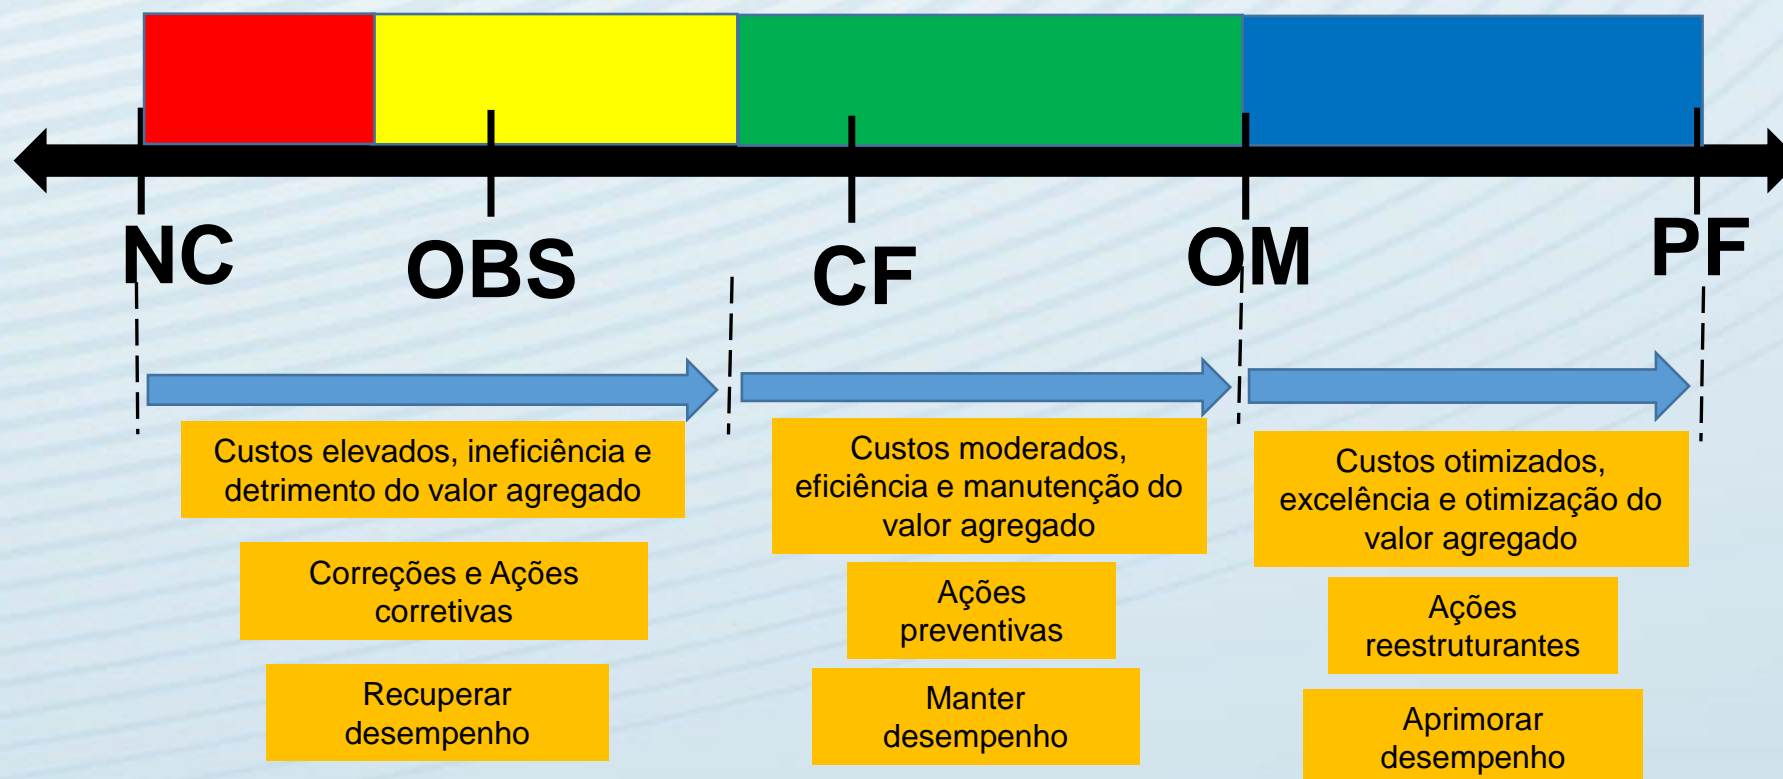 NC
OBS
CF
OM
PF
Custos elevados, ineficiência e
detrimento do valor agregado
Correções e Ações
corretivas
Recuperar
desempenho
Custos moderados,
eficiência e manutenção do
valor agregado
Ações
preventivas
Manter
desempenho
Custos otimizados,
excelência e otimização do
valor agregado
Ações
reestruturantes
Aprimorar
desempenho